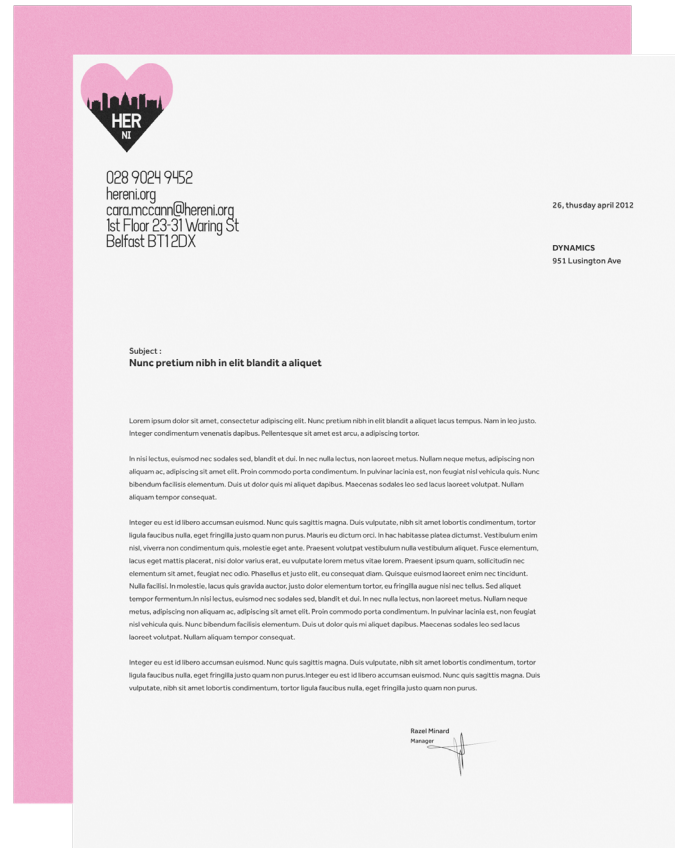 HER
NI
028 9024 9452
hereni.org
cara.mccann@hereni.org
1st Floor 23-31 Waring St
Belfast BT1 2DX
26, thusday april 2012
DYNAMICS
951 Lusington Ave
Subject :
Nunc pretium nibh in elit blandit a aliquet
Lorem ipsum dolor sit amet, consectetur adipiscing elit. Nunc pretium nibh in elit blandit a aliquet lacus tempus. Nam in leo justo.
Integer condimentum venenatis dapibus. Pellentesque sit amet est arcu, a adipiscing tortor.
In nisi lectus, euismod nec sodales sed, blandit et dui. In nec nulla lectus, non laoreet metus. Nullam neque metus, adipiscing non
aliquam ac, adipiscing sit amet elit. Proin commodo porta condimentum. In pulvinar lacinia est, non feugiat nisl vehicula quis. Nunc
bibendum facilisis elementum. Duis ut dolor quis mi aliquet dapibus. Maecenas sodales leo sed lacus laoreet volutpat. Nullam
aliquam tempor consequat.
Integer eu est id libero accumsan euismod. Nunc quis sagittis magna. Duis vulputate, nibh sit amet lobortis condimentum, tortor
ligula faucibus nulla, eget fringilla justo quam non purus. Mauris eu dictum orci. In hac habitasse platea dictumst. Vestibulum enim
nisl, viverra non condimentum quis, molestie eget ante. Praesent volutpat vestibulum nulla vestibulum aliquet. Fusce elementum,
lacus eget mattis placerat, nisi dolor varius erat, eu vulputate lorem metus vitae lorem. Praesent ipsum quam, sollicitudin nec
elementum sit amet, feugiat nec odio. Phasellus et justo elit, eu consequat diam. Quisque euismod laoreet enim nec tincidunt.
Nulla facilisi. In molestie, lacus quis gravida auctor, justo dolor elementum tortor, eu fringilla augue nisi nec tellus. Sed aliquet
tempor fermentum.In nisi lectus, euismod nec sodales sed, blandit et dui. In nec nulla lectus, non laoreet metus. Nullam neque
metus, adipiscing non aliquam ac, adipiscing sit amet elit. Proin commodo porta condimentum. In pulvinar lacinia est, non feugiat
nisl vehicula quis. Nunc bibendum facilisis elementum. Duis ut dolor quis mi aliquet dapibus. Maecenas sodales leo sed lacus
laoreet volutpat. Nullam aliquam tempor consequat.
Integer eu est id libero accumsan euismod. Nunc quis sagittis magna. Duis vulputate, nibh sit amet lobortis condimentum, tortor
ligula faucibus nulla, eget fringilla justo quam non purus.Integer eu est id libero accumsan euismod. Nunc quis sagittis magna. Duis
vulputate, nibh sit amet lobortis condimentum, tortor ligula faucibus nulla, eget fringilla justo quam non purus.
Razel Minard
Manager